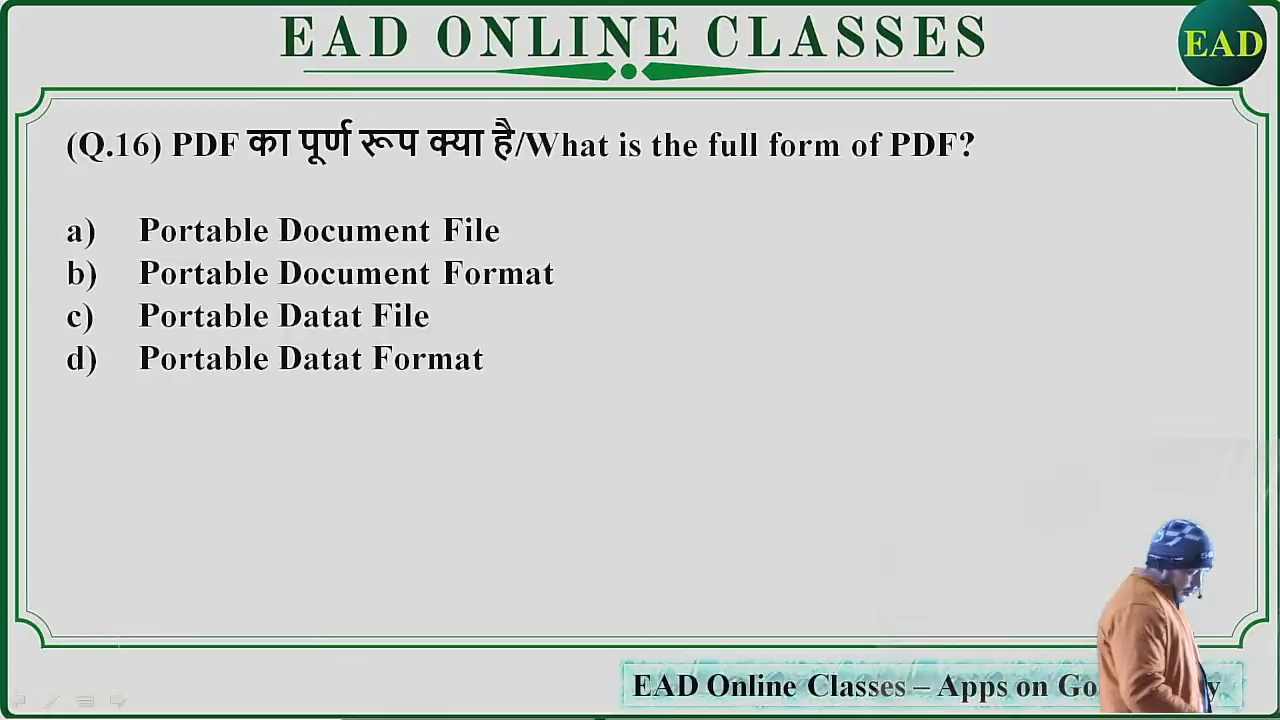 EAD ONLINE CLASSES
EAD
(Q.16) PDF का पूर्ण रूप क्या है/What is the full form of PDF?
a) Portable Document File
b) Portable Document Format
c) Portable Datat File
d) Portable Datat Format
EAD Online Classes – Apps on